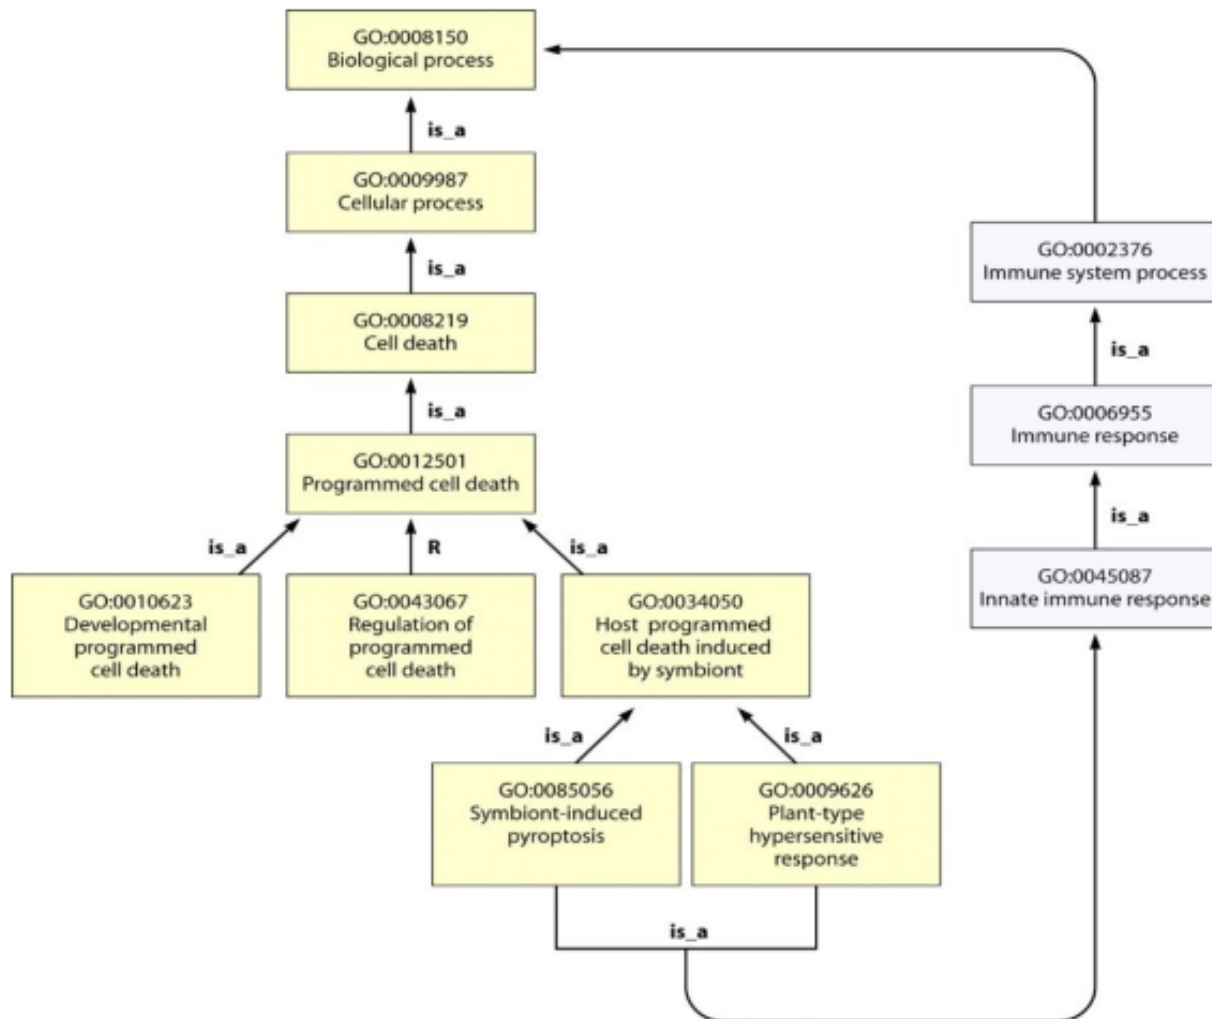 GO:0008150
Biological process
is_a
GO:0009987
Cellular process
is_a
GO:0008219
Cell death
is_a
GO:0012501
Programmed cell death
is_a
R
is_a
GO:0010623
Developmental
programmed
cell death
GO:0043067
Regulation of
programmed
cell death
GO:0034050
Host programmed
cell death induced
by symbiont
is_a
is_a
GO:0085056
Symbiont-induced
pyroptosis
GO:0009626
Plant-type
hypersensitive
response
is_a
GO:0002376
Immune system process
is_a
GO:0006955
Immune response
is_a
GO:0045087
Innate immune response